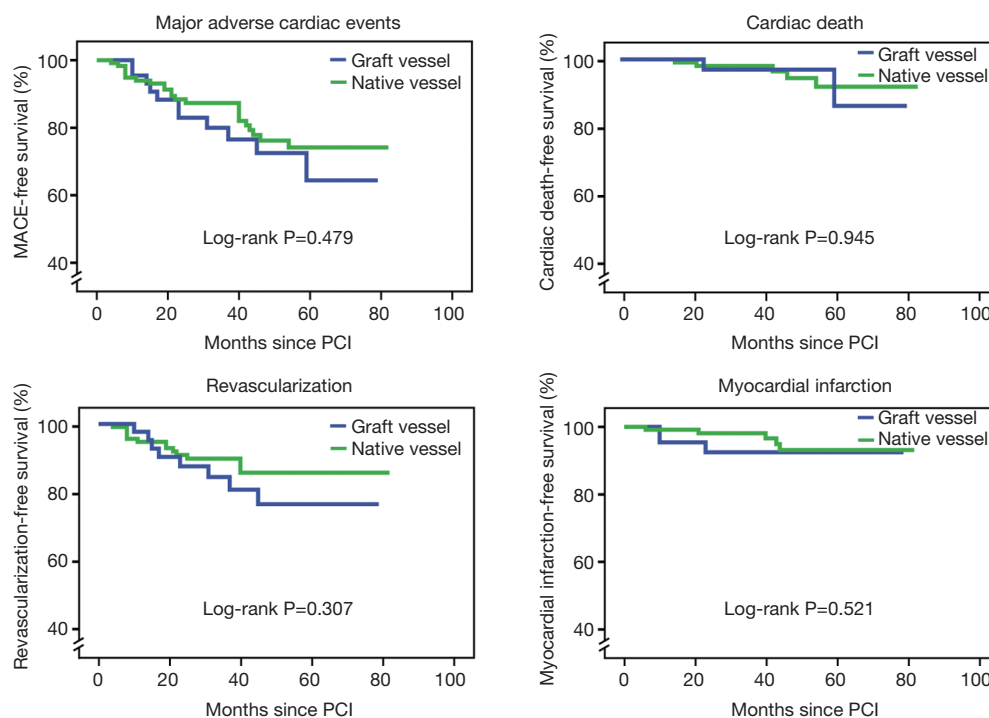 Major adverse cardiac events
MACE-free survival (%)
100
80
60
40
Graft vessel
Native vessel
Log-rank P=0.479
0 20 40 60 80 100
Months since PCI
Cardiac death
Cardiac death-free survival (%)
100
80
60
40
Graft vessel
Native vessel
Log-rank P=0.945
0 20 40 60 80 100
Months since PCI
Revascularization
Revascularization-free survival (%)
100
80
60
40
Graft vessel
Native vessel
Log-rank P=0.307
0 20 40 60 80 100
Months since PCI
Myocardial infarction
Myocardial infarction-free survival (%)
100
80
60
40
Graft vessel
Native vessel
Log-rank P=0.521
0 20 40 60 80 100
Months since PCI